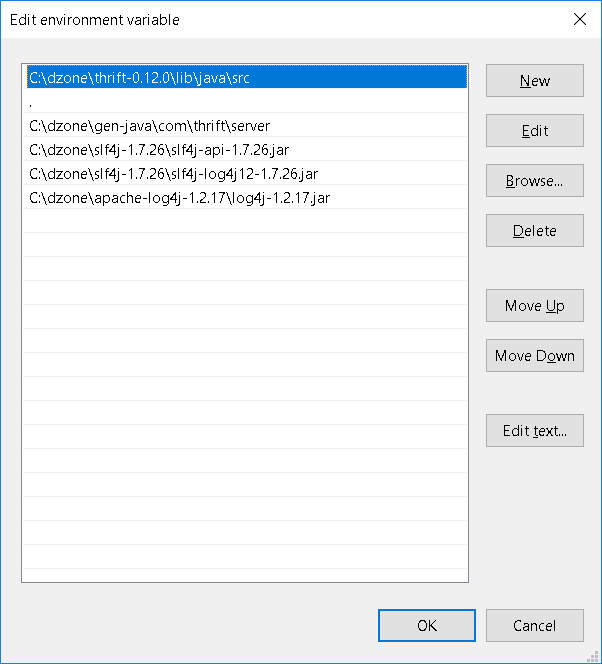 Edit environment variable
C:\dzone\thrift-0.12.0\lib\java\src
.
C:\dzone\gen-java\com\thrift\server
C:\dzone\slf4j-1.7.26\slf4j-api-1.7.26.jar
C:\dzone\slf4j-1.7.26\slf4j-log4j12-1.7.26.jar
C:\dzone\apache-log4j-1.2.17\log4j-1.2.17.jar
New
Edit
Browse...
Delete
Move Up
Move Down
Edit text...
OK
Cancel